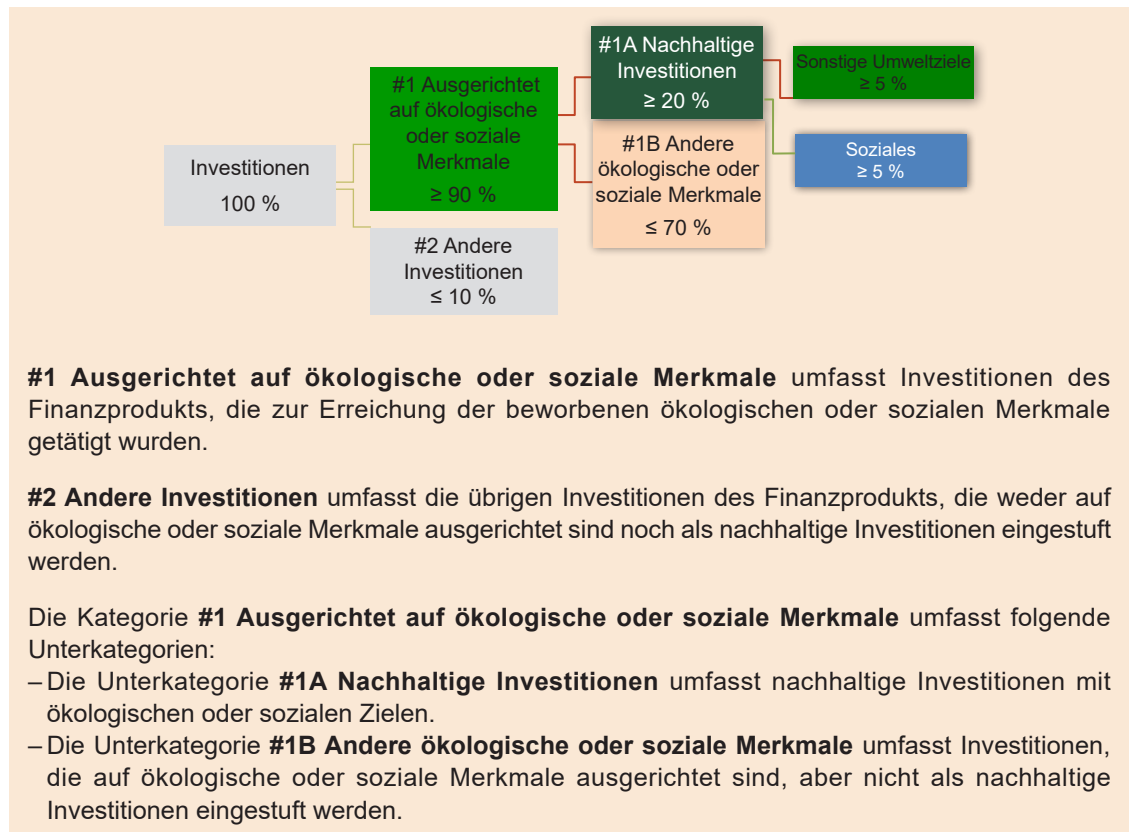 Investitionen
100 %
#1 Ausgerichtet
auf ökologische
oder soziale
Merkmale
≥ 90 %
#2 Andere
Investitionen
≤ 10 %
#1A Nachhaltige
Investitionen
≥ 20 %
#1B Andere
ökologische oder
soziale Merkmale
≤ 70 %
Sonstige Umweltziele
≥ 5 %
Soziales
≥ 5 %
#1 Ausgerichtet auf ökologische oder soziale Merkmale umfasst Investitionen des
Finanzprodukts, die zur Erreichung der beworbenen ökologischen oder sozialen Merkmale
getätigt wurden.
#2 Andere Investitionen umfasst die übrigen Investitionen des Finanzprodukts, die weder auf
ökologische oder soziale Merkmale ausgerichtet sind noch als nachhaltige Investitionen eingestuft
werden.
Die Kategorie #1 Ausgerichtet auf ökologische oder soziale Merkmale umfasst folgende
Unterkategorien:
– Die Unterkategorie #1A Nachhaltige Investitionen umfasst nachhaltige Investitionen mit
ökologischen oder sozialen Zielen.
– Die Unterkategorie #1B Andere ökologische oder soziale Merkmale umfasst Investitionen,
die auf ökologische oder soziale Merkmale ausgerichtet sind, aber nicht als nachhaltige
Investitionen eingestuft werden.